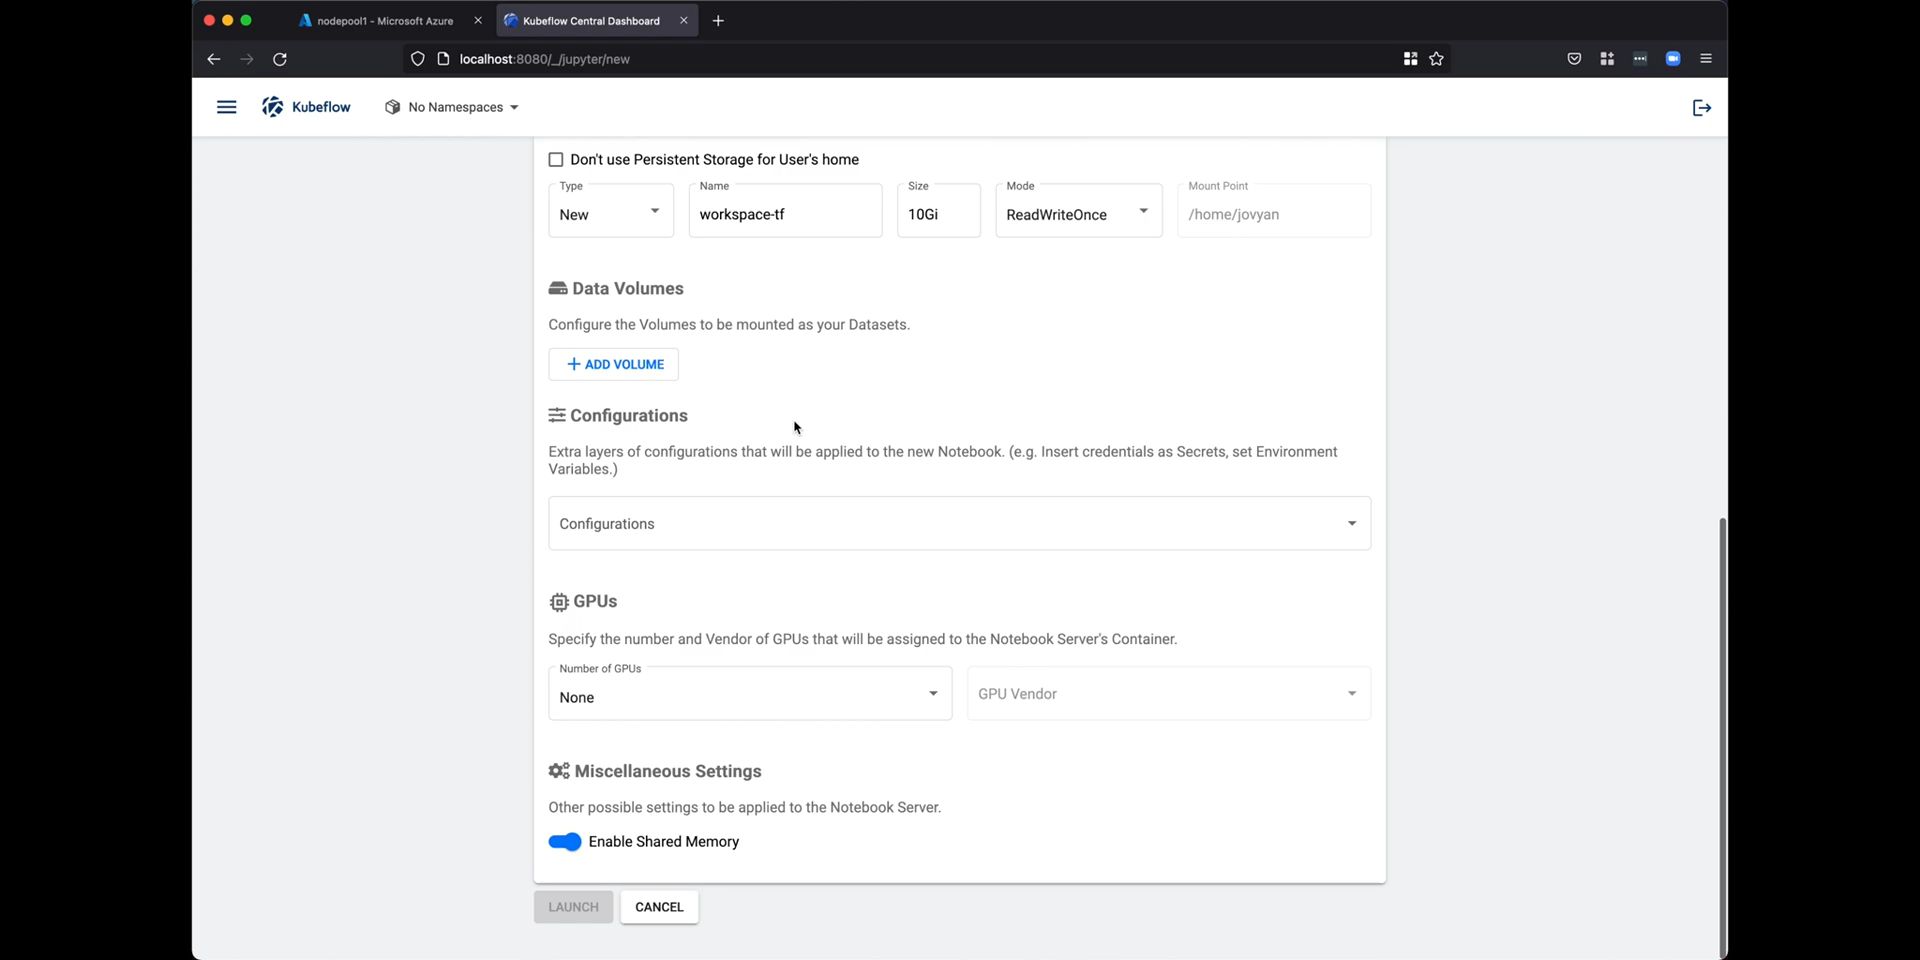 nodepool1 - Microsoft Azure
Kubeflow Central Dashboard
localhost:8080/_/jupyter/new
Kubeflow
No Namespaces
Don't use Persistent Storage for User's home
Type
New
Name
workspace-tf
Size
10Gi
Mode
ReadWriteOnce
Mount Point
/home/jovyan
Data Volumes
Configure the Volumes to be mounted as your Datasets.
ADD VOLUME
Configurations
Extra layers of configurations that will be applied to the new Notebook. (e.g. Insert credentials as Secrets, set Environment
Variables.)
Configurations
GPUs
Specify the number and Vendor of GPUs that will be assigned to the Notebook Server's Container.
Number of GPUs
None
GPU Vendor
Miscellaneous Settings
Other possible settings to be applied to the Notebook Server.
Enable Shared Memory
LAUNCH
CANCEL